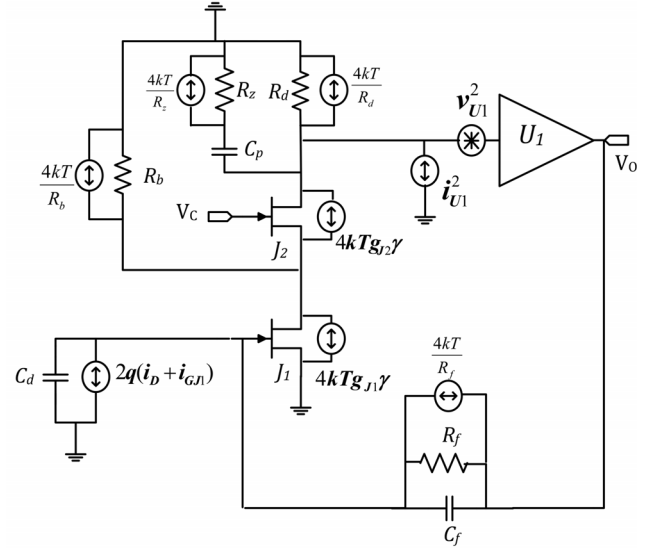 4kT
R_z
R_z
R_d
4kT
R_d
v²_U1
U_1
V_O
C_p
i²_U1
4kT
R_b
R_b
V_C
J_2
4kTg_J2γ
C_d
2q(i_D+i_GJ1)
J_1
4kTg_J1γ
4kT
R_f
R_f
C_f